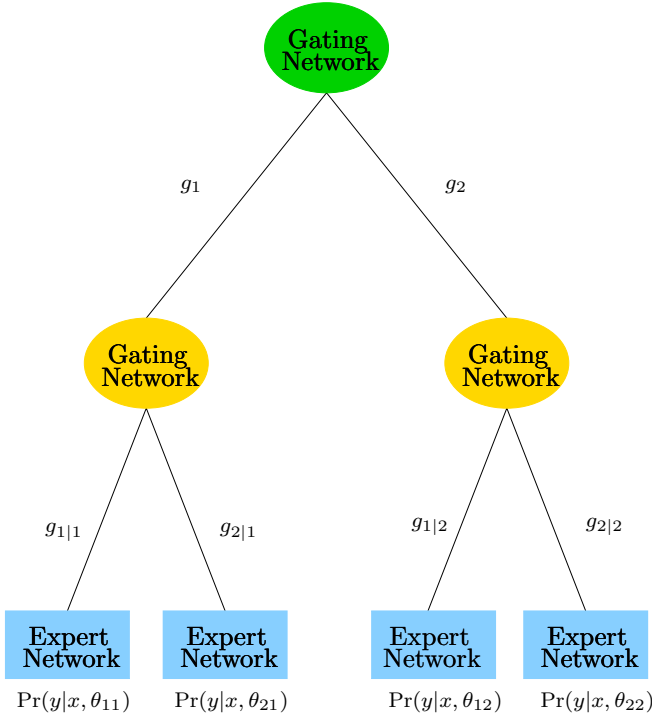 Gating
Network
g₁ g₂
Gating Gating
Network Network
g₁|₁ g₂|₁ g₁|₂ g₂|₂
Expert Expert Expert Expert
Network Network Network Network
Pr(y|x, θ₁₁) Pr(y|x, θ₂₁) Pr(y|x, θ₁₂) Pr(y|x, θ₂₂)